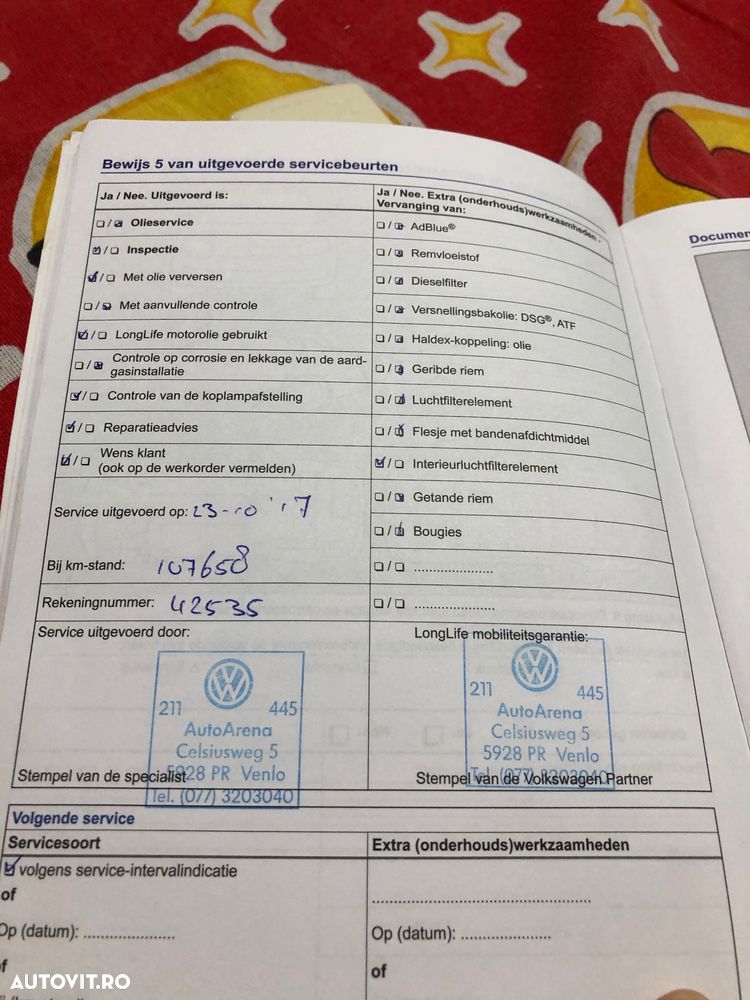 Bewijs 5 van uitgevoerde servicebeurten
Ja / Nee. Uitgevoerd is:
☐ / ☑ Olieservice
☑ / ☐ Inspectie
☑ / ☐ Met olie verversen
☐ / ☑ Met aanvullende controle
☑ / ☐ LongLife motorolie gebruikt
☐ / ☑ Controle op corrosie en lekkage van de aard-
gasinstallatie
☑ / ☐ Controle van de koplampafstelling
☑ / ☐ Reparatieadvies
☑ / ☐ Wens klant
(ook op de werkorder vermelden)
Service uitgevoerd op: 23-10 '17
Bij km-stand: 107658
Rekeningnummer: 42535
Ja / Nee. Extra (onderhouds)werkzaamheden -
Vervanging van:
☐ / ☑ AdBlue®
☐ / ☑ Remvloeistof
☐ / ☑ Dieselfilter
☐ / ☑ Versnellingsbakolie: DSG®, ATF
☐ / ☑ Haldex-koppeling: olie
☐ / ☑ Geribde riem
☐ / ☑ Luchtfilterelement
☐ / ☑ Flesje met bandenafdichtmiddel
☑ / ☐ Interieurluchtfilterelement
☐ / ☑ Getande riem
☐ / ☑ Bougies
☐ / ☐ .....................
☐ / ☐ .....................
Service uitgevoerd door:
211 445
AutoArena
Celsiusweg 5
5928 PR Venlo
Tel. (077) 3203040
Stempel van de specialist
LongLife mobiliteitsgarantie:
211 445
AutoArena
Celsiusweg 5
5928 PR Venlo
Tel. (077) 3203040
Stempel van de Volkswagen Partner
Volgende service
Servicesoort
☑ volgens service-intervalindicatie
of
Op (datum): .....................
Extra (onderhouds)werkzaamheden
..................................................
Op (datum): .....................
of
Documen
AUTOVIT.RO